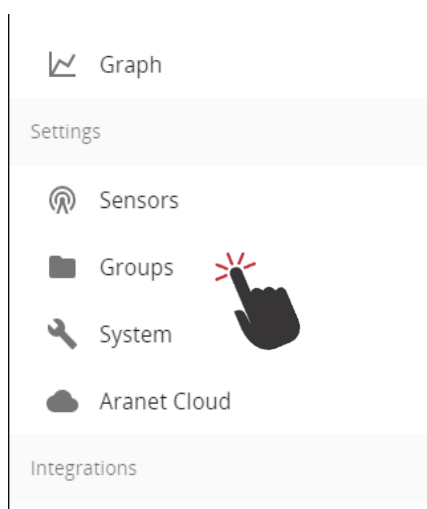 Graph
Settings
Sensors
Groups
System
Aranet Cloud
Integrations